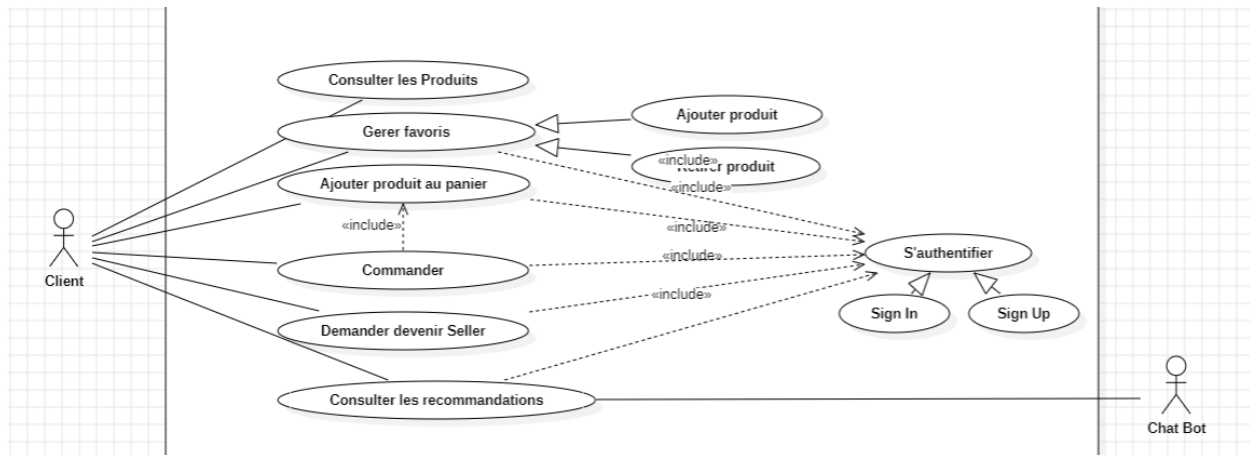 Consulter les Produits
Ajouter produit
Gerer favoris
«include»
produit
Ajouter produit au panier
«include»
«include»
«include»
S'authentifier
«include»
Commander
Client
«include»
Sign In
Sign Up
Demander devenir Seller
Consulter les recommandations
Chat Bot